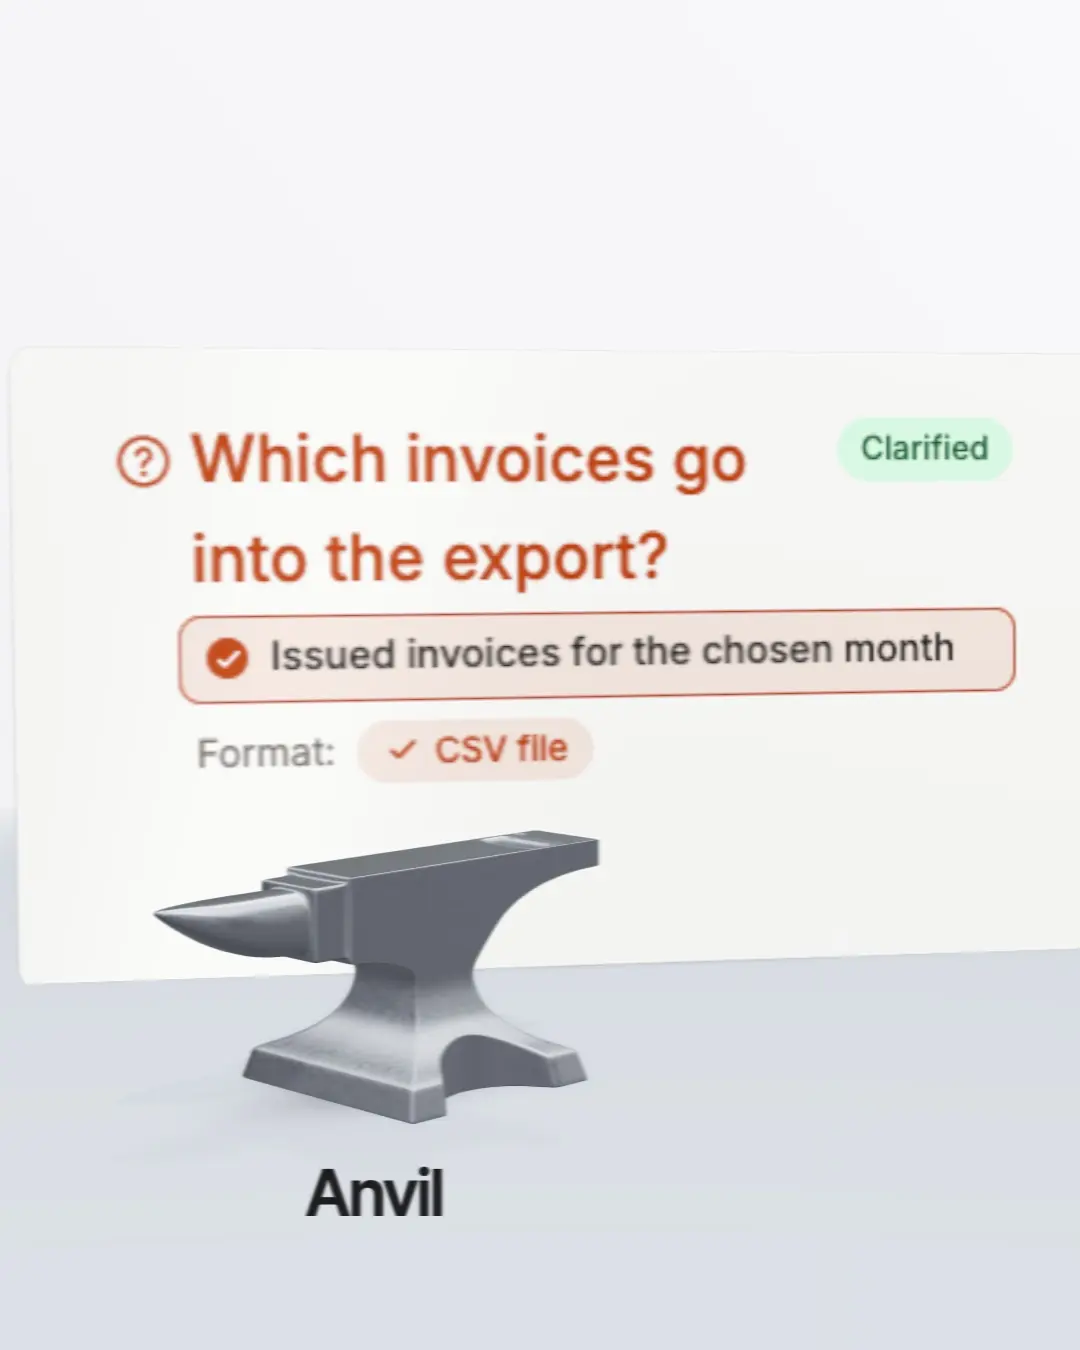 Which invoices go
into the export?
Clarified
Issued invoices for the chosen month
Format:
CSV file
Anvil